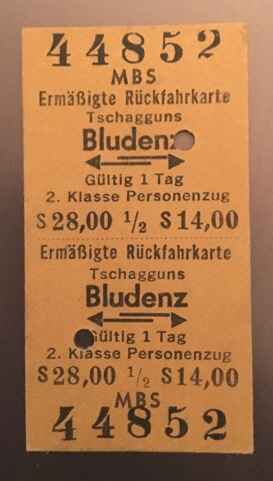 44852
MBS
Ermäßigte Rückfahrkarte
Tschagguns
Bludenz
Gültig 1 Tag
2. Klasse Personenzug
S 28,00 1/2 S 14,00
Ermäßigte Rückfahrkarte
Tschagguns
Bludenz
Gültig 1 Tag
2. Klasse Personenzug
S 28,00 1/2 S 14,00
MBS
44852